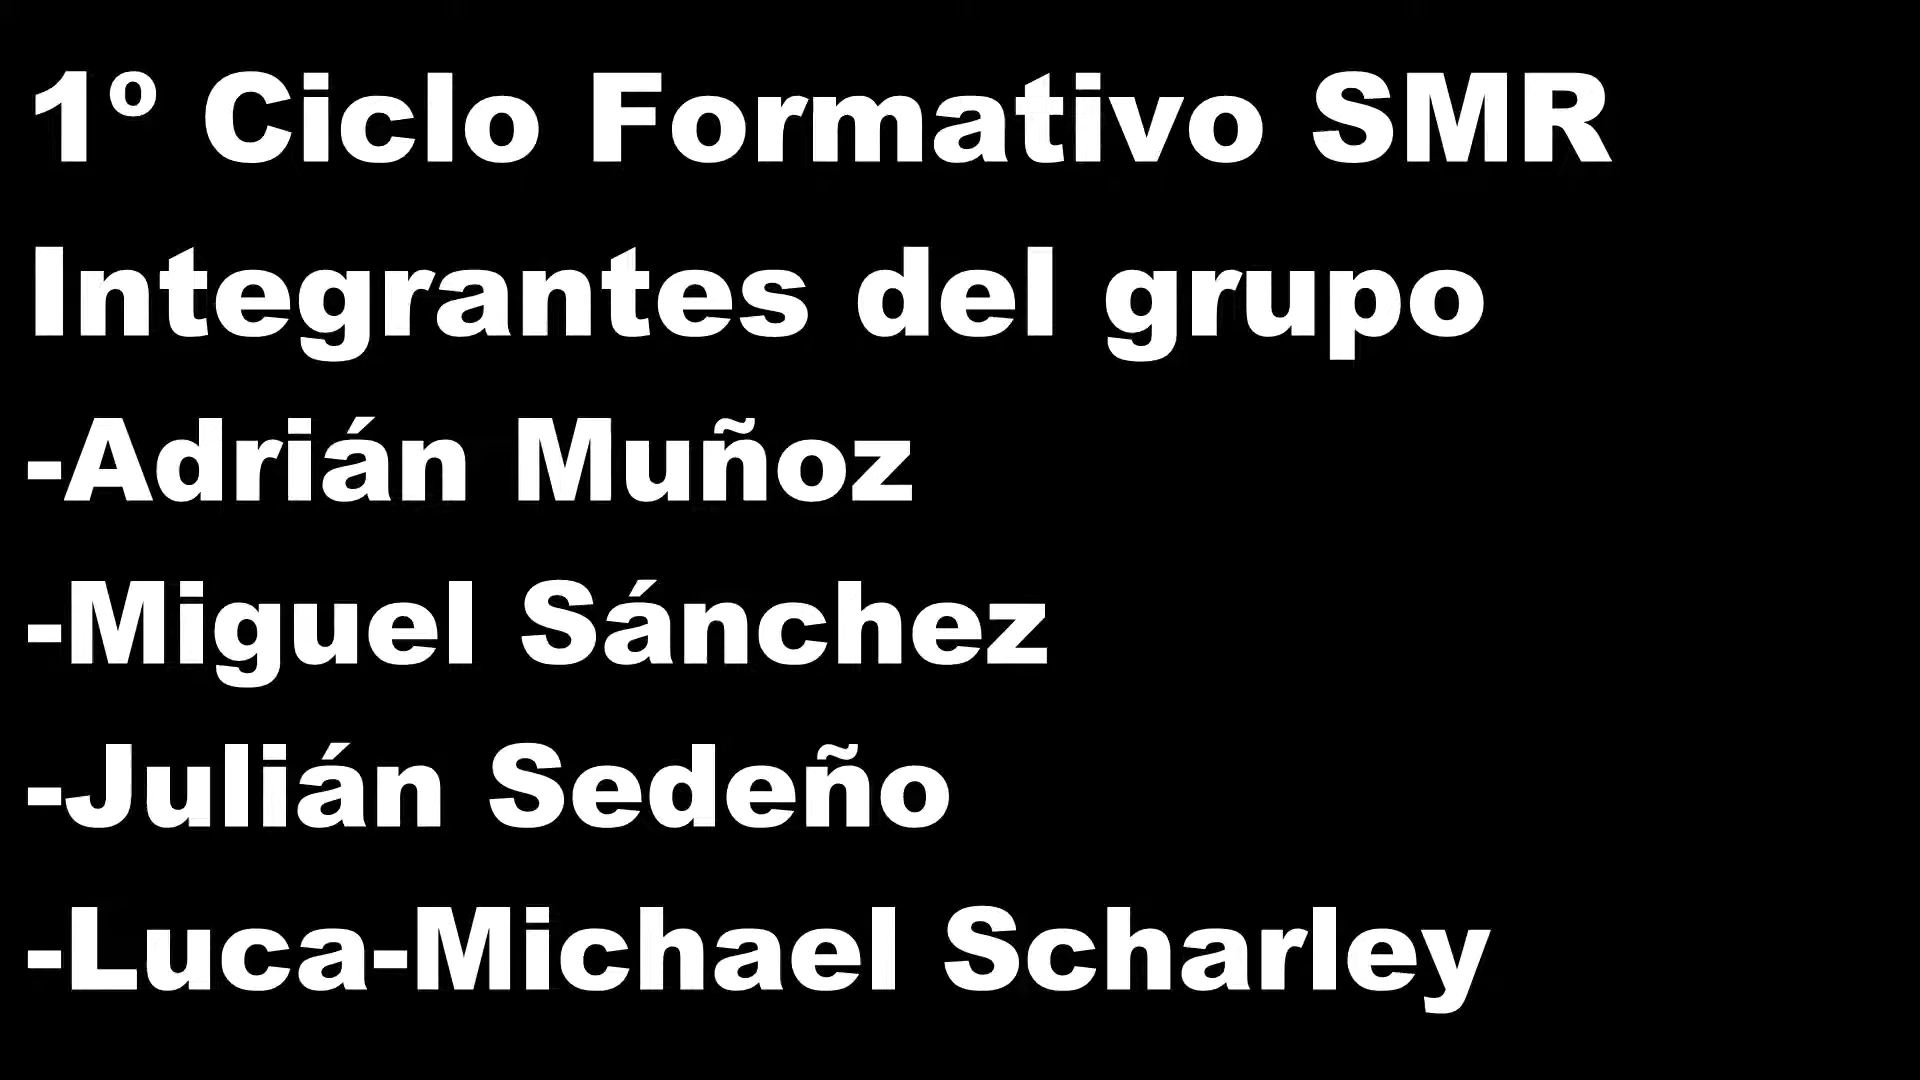 1º Ciclo Formativo SMR
Integrantes del grupo
-Adrián Muñoz
-Miguel Sánchez
-Julián Sedeño
-Luca-Michael Scharley